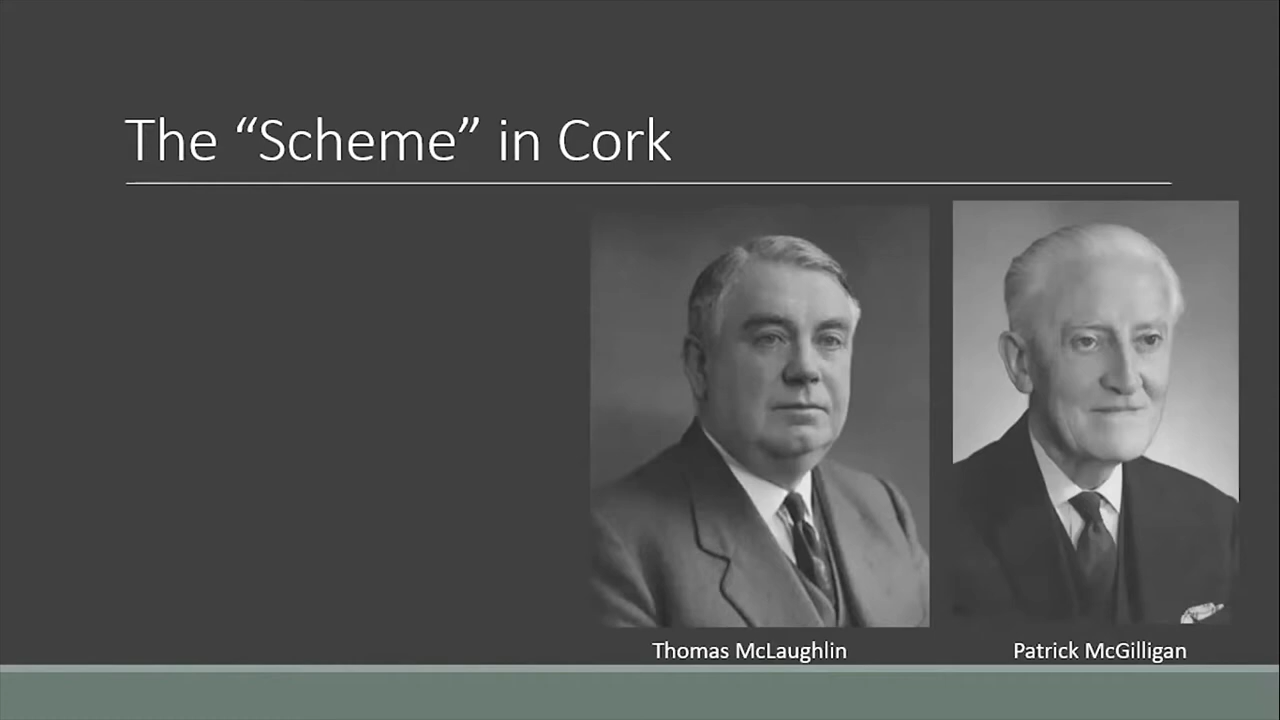 The “Scheme” in Cork
Thomas McLaughlin
Patrick McGilligan